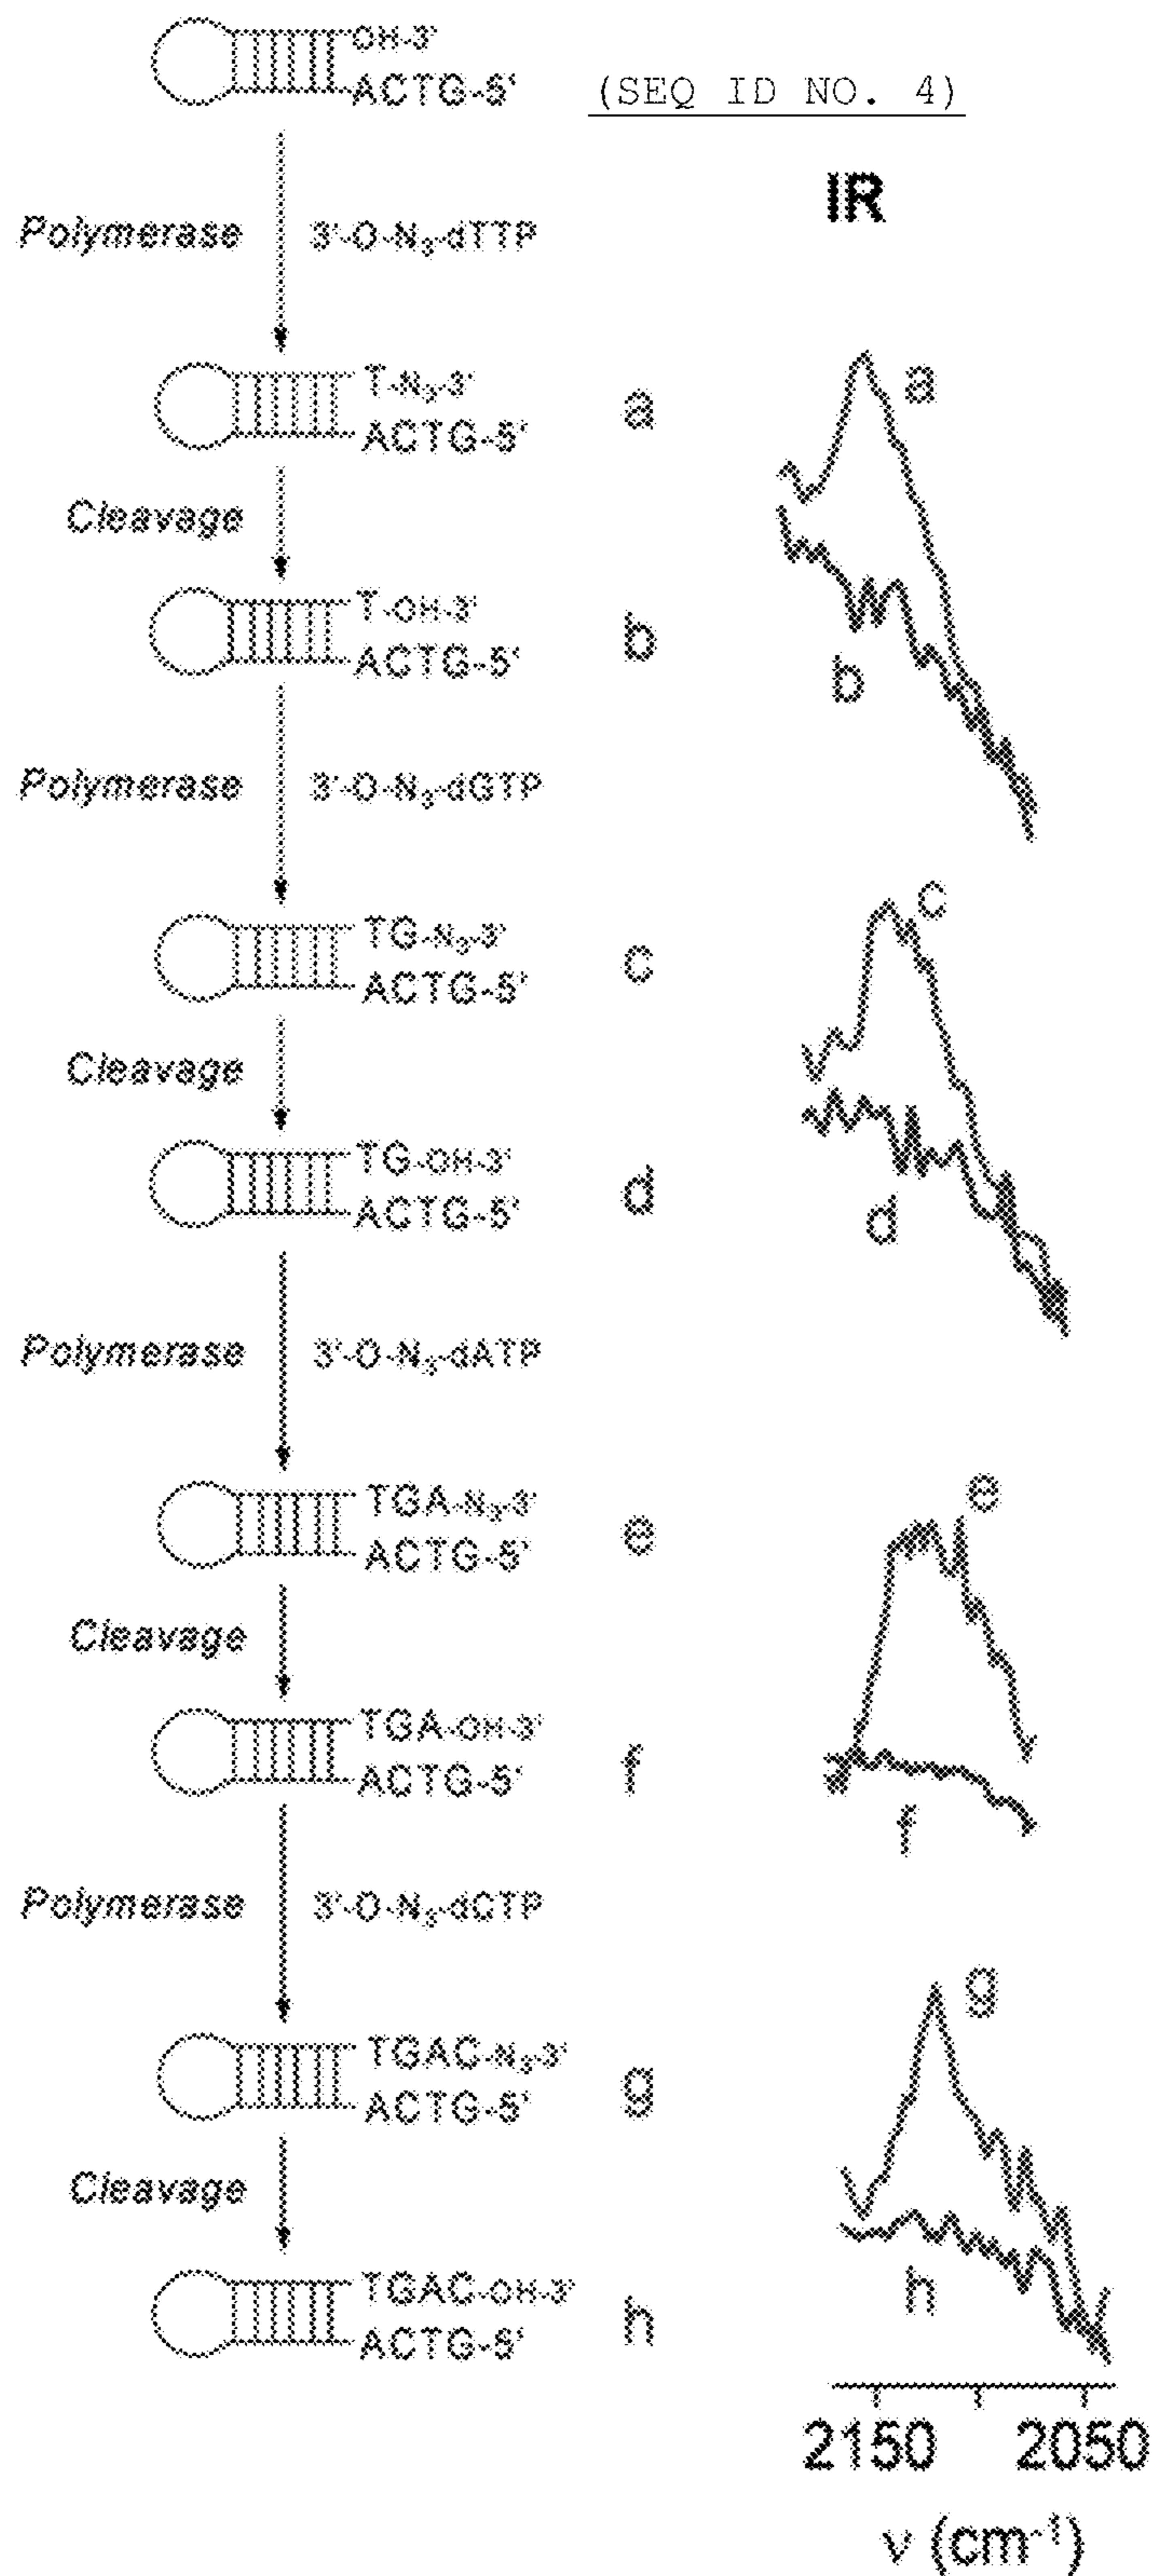 OH-3'
ACTG-5'
(SEQ ID NO. 4)
IR
Polymerase 3'-O-N3-dTTP
T-N3-3'
ACTG-5'
a
a
Cleavage
T-OH-3'
ACTG-5'
b
b
Polymerase 3'-O-N3-dGTP
TG-N3-3'
ACTG-5'
c
c
Cleavage
TG-OH-3'
ACTG-5'
d
d
Polymerase 3'-O-N3-dATP
TGA-N3-3'
ACTG-5'
e
e
Cleavage
TGA-OH-3'
ACTG-5'
f
f
Polymerase 3'-O-N3-dCTP
TGAC-N3-3'
ACTG-5'
g
g
Cleavage
TGAC-OH-3'
ACTG-5'
h
h
2150 2050
ν (cm-1)